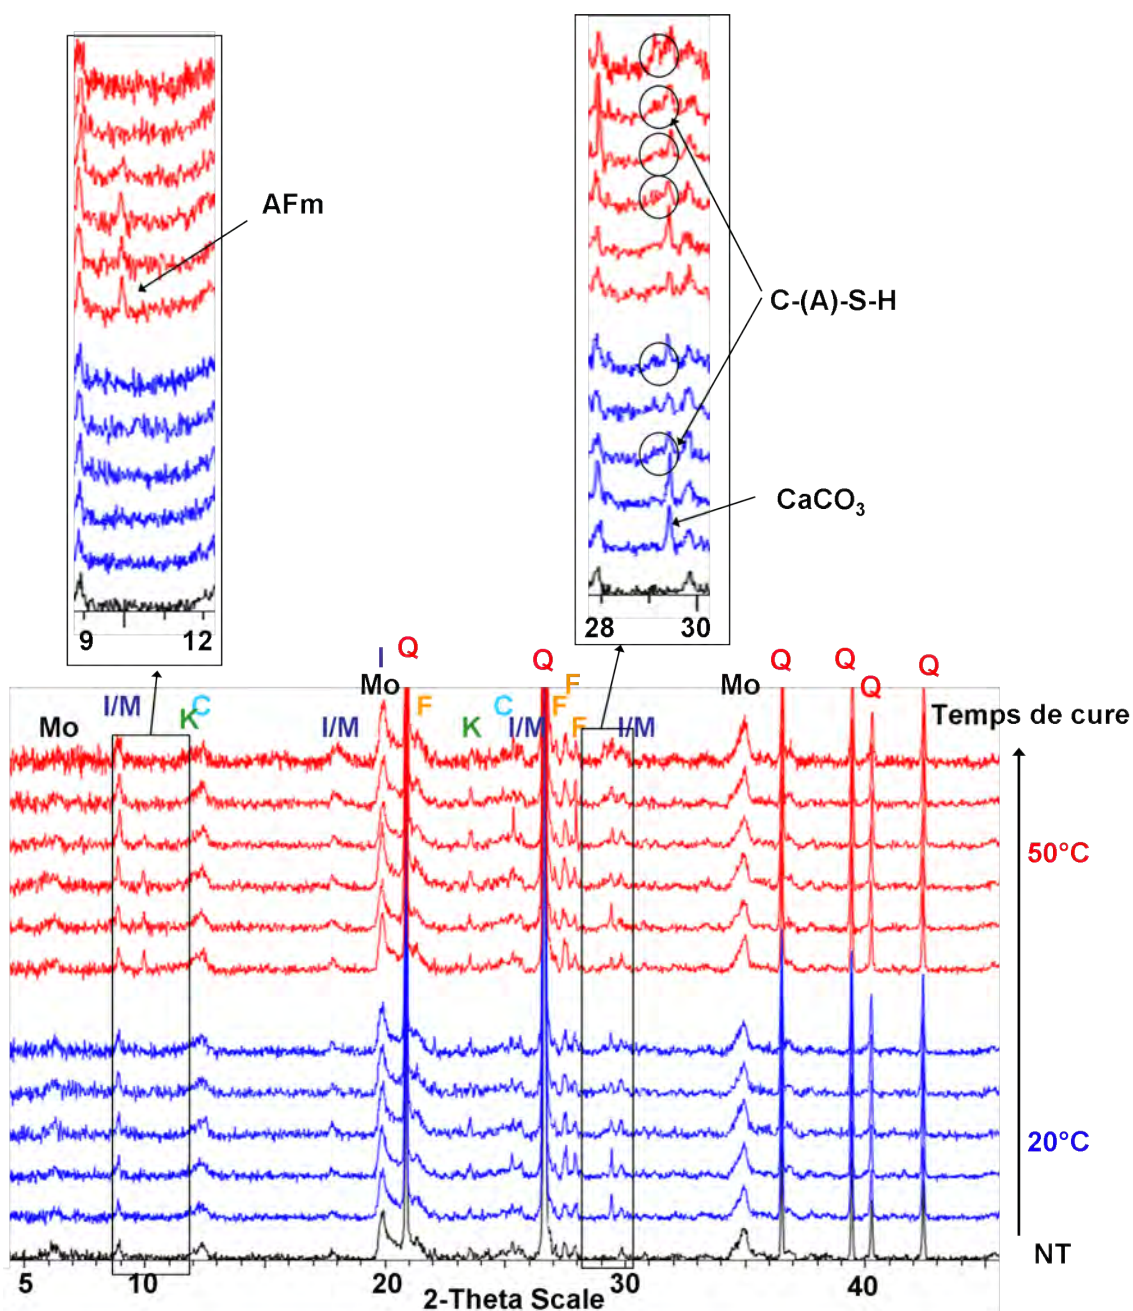 AFm
C-(A)-S-H
CaCO₃
9 12
28 30
I Q Q Q Q Q Q
Mo I/M K C I/M Mo F K C I/M F F F I/M Mo
Temps de cure
50°C
20°C
NT
5 10 20 30 40
2-Theta Scale